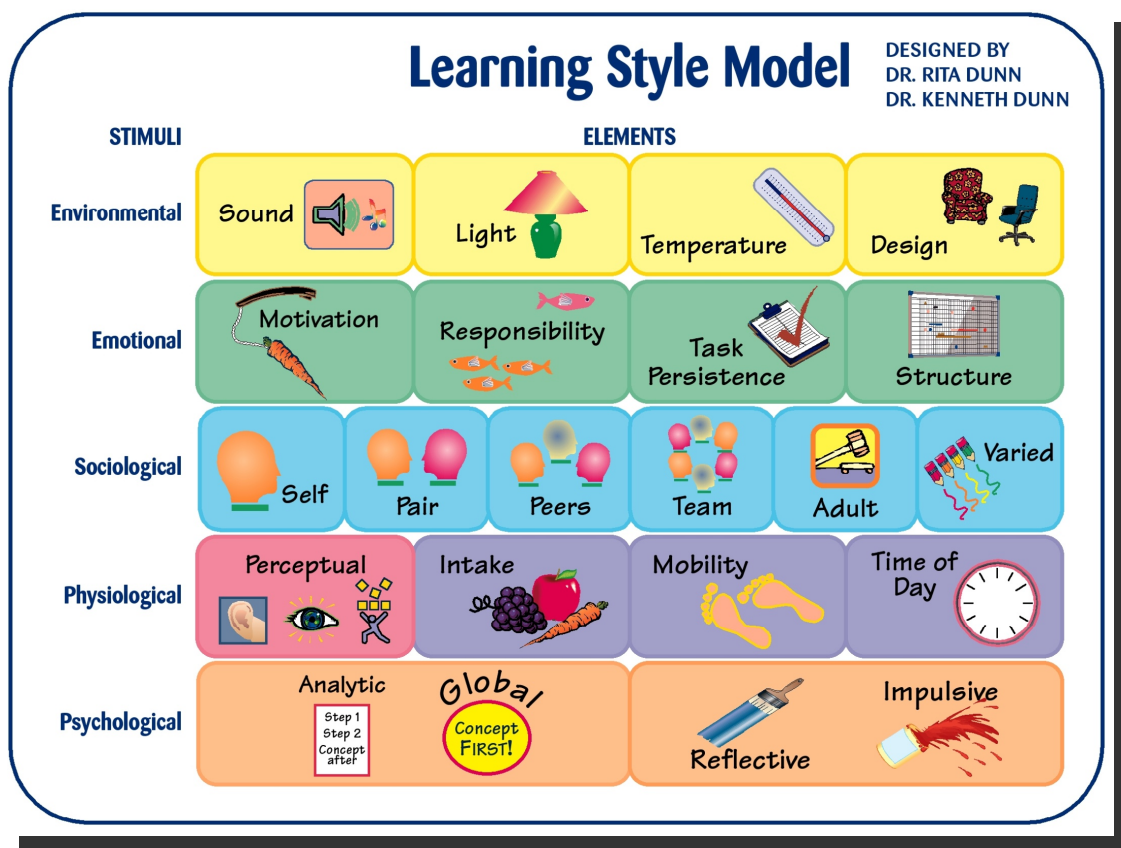 Learning Style Model
DESIGNED BY
DR. RITA DUNN
DR. KENNETH DUNN
STIMULI
ELEMENTS
Environmental
Sound
Light
Temperature
Design
Emotional
Motivation
Responsibility
Task
Persistence
Structure
Sociological
Self
Pair
Peers
Team
Adult
Varied
Physiological
Perceptual
Intake
Mobility
Time of
Day
Psychological
Analytic
Step 1
Step 2
Concept
after
Global
Concept
FIRST!
Reflective
Impulsive